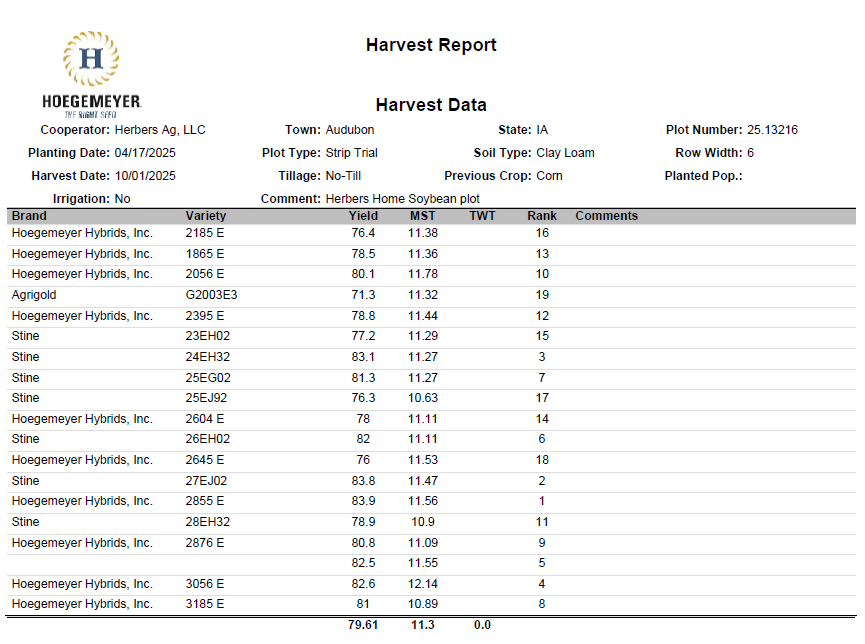 Harvest Report
H
HOEGEMEYER
THE RIGHT SEED
Harvest Data
Cooperator: Herbers Ag, LLC Town: Audubon State: IA Plot Number: 25.13216
Planting Date: 04/17/2025 Plot Type: Strip Trial Soil Type: Clay Loam Row Width: 6
Harvest Date: 10/01/2025 Tillage: No-Till Previous Crop: Corn Planted Pop.:
Irrigation: No Comment: Herbers Home Soybean plot
Brand Variety Yield MST TWT Rank Comments
Hoegemeyer Hybrids, Inc. 2185 E 76.4 11.38 16
Hoegemeyer Hybrids, Inc. 1865 E 78.5 11.36 13
Hoegemeyer Hybrids, Inc. 2056 E 80.1 11.78 10
Agrigold G2003E3 71.3 11.32 19
Hoegemeyer Hybrids, Inc. 2395 E 78.8 11.44 12
Stine 23EH02 77.2 11.29 15
Stine 24EH32 83.1 11.27 3
Stine 25EG02 81.3 11.27 7
Stine 25EJ92 76.3 10.63 17
Hoegemeyer Hybrids, Inc. 2604 E 78 11.11 14
Stine 26EH02 82 11.11 6
Hoegemeyer Hybrids, Inc. 2645 E 76 11.53 18
Stine 27EJ02 83.8 11.47 2
Hoegemeyer Hybrids, Inc. 2855 E 83.9 11.56 1
Stine 28EH32 78.9 10.9 11
Hoegemeyer Hybrids, Inc. 2876 E 80.8 11.09 9
82.5 11.55 5
Hoegemeyer Hybrids, Inc. 3056 E 82.6 12.14 4
Hoegemeyer Hybrids, Inc. 3185 E 81 10.89 8
79.61 11.3 0.0